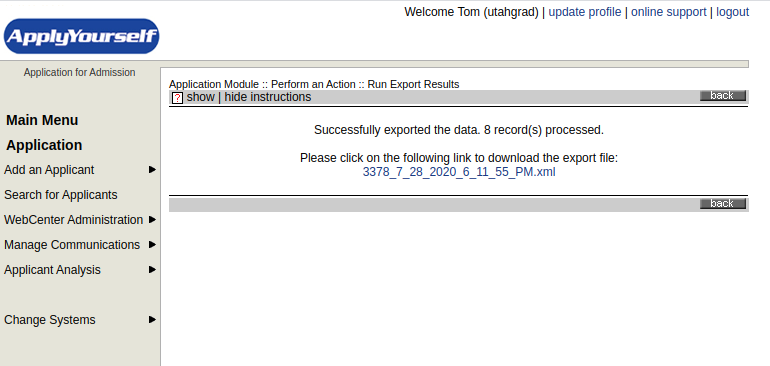 Welcome Tom (utahgrad) | update profile | online support | logout
ApplyYourself
Application for Admission
Application Module :: Perform an Action :: Run Export Results
? show | hide instructions
back
Successfully exported the data. 8 record(s) processed.
Please click on the following link to download the export file:
3378_7_28_2020_6_11_55_PM.xml
back
Main Menu
Application
Add an Applicant
Search for Applicants
WebCenter Administration
Manage Communications
Applicant Analysis
Change Systems